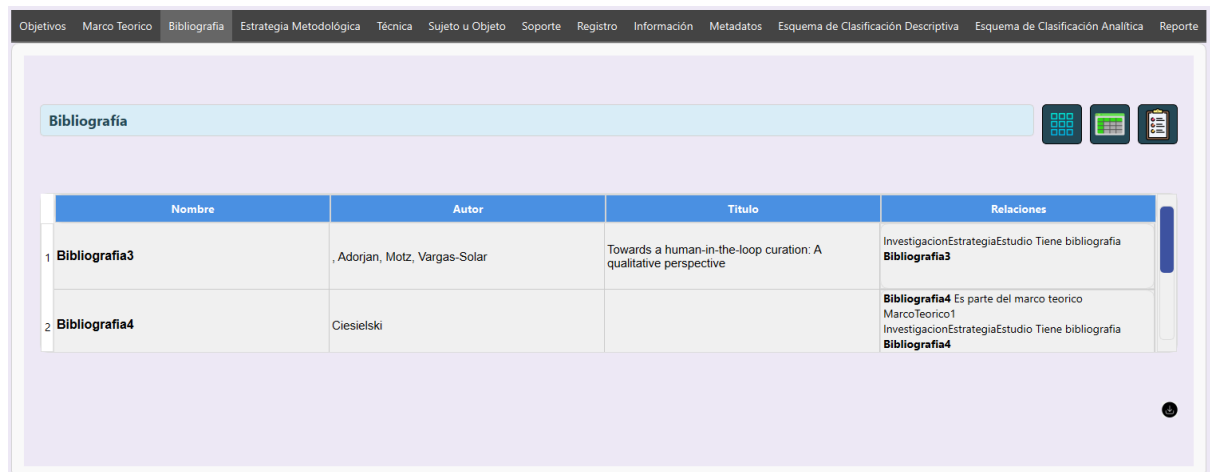 Objetivos Marco Teorico Bibliografia Estrategia Metodológica Técnica Sujeto u Objeto Soporte Registro Información Metadatos Esquema de Clasificación Descriptiva Esquema de Clasificación Analítica Reporte
Bibliografía
Nombre Autor Titulo Relaciones
1 Bibliografia3 , Adorjan, Motz, Vargas-Solar Towards a human-in-the-loop curation: A
qualitative perspective
InvestigacionEstrategiaEstudio Tiene bibliografia
Bibliografia3
2 Bibliografia4 Ciesielski
Bibliografia4 Es parte del marco teorico
MarcoTeorico1
InvestigacionEstrategiaEstudio Tiene bibliografia
Bibliografia4